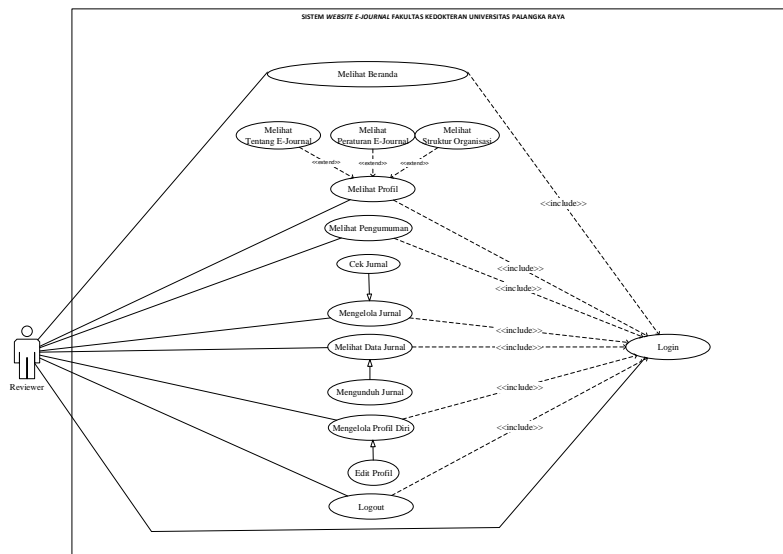 SISTEM WEBSITE E-JOURNAL FAKULTAS KEDOKTERAN UNIVERSITAS PALANGKA RAYA
Melihat Beranda
Melihat
Tentang E-Journal
Melihat
Peraturan E-Journal
Melihat
Struktur Organisasi
<<extend>>
<<extend>>
<<extend>>
Melihat Profil
<<include>>
Melihat Pengumuman
Cek Jurnal
<<include>>
<<include>>
Mengelola Jurnal
<<include>>
Melihat Data Jurnal
<<include>>
Login
Reviewer
Mengunduh Jurnal
<<include>>
Mengelola Profil Diri
<<include>>
Edit Profil
Logout